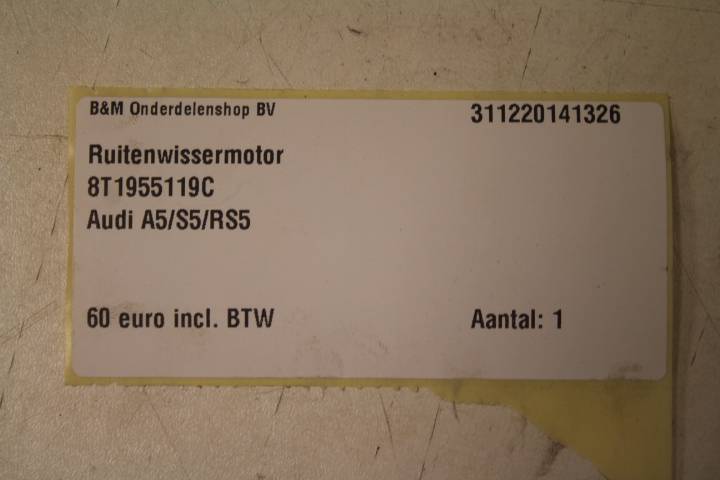 B&M Onderdelenshop BV 311220141326
Ruitenwissermotor
8T1955119C
Audi A5/S5/RS5
60 euro incl. BTW Aantal: 1